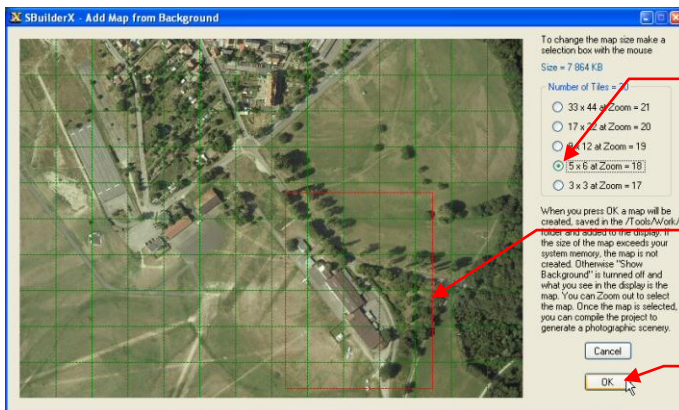 SBuilderX - Add Map from Background
To change the map size make a
selection box with the mouse
Size = 7 864 KB
Number of Tiles = 30
33 x 44 at Zoom = 21
17 x 22 at Zoom = 20
x 12 at Zoom = 19
5 x 6 at Zoom = 18
3 x 3 at Zoom = 17
When you press OK a map will be
created, saved in the /Tools/Work/
folder and added to the display. If
the size of the map exceeds your
system memory, the map is not
created. Otherwise "Show
Background" is turnned off and
what you see in the display is the
map. You can Zoom out to select
the map. Once the map is selected,
you can compile the project to
generate a photographic scenery.
Cancel
OK